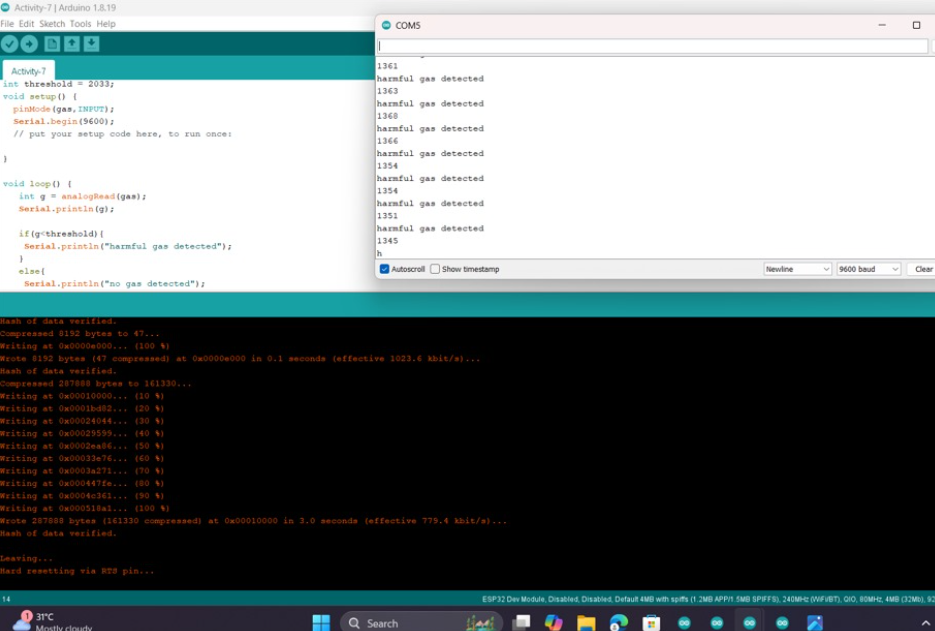 Activity-7 | Arduino 1.8.19
File Edit Sketch Tools Help
Activity-7
int threshold = 2033;
void setup() {
pinMode(gas,INPUT);
Serial.begin(9600);
// put your setup code here, to run once:
}
void loop() {
int g = analogRead(gas);
Serial.println(g);
if(g<threshold){
Serial.println("harmful gas detected");
}
else{
Serial.println("no gas detected");
COM5
1361
harmful gas detected
1363
harmful gas detected
1368
harmful gas detected
1366
harmful gas detected
1354
harmful gas detected
1354
harmful gas detected
1351
harmful gas detected
1345
h
Autoscroll Show timestamp Newline 9600 baud Clear
Hash of data verified.
Compressed 8192 bytes to 47...
Writing at 0x0000e000... (100 %)
Wrote 8192 bytes (47 compressed) at 0x0000e000 in 0.1 seconds (effective 1023.6 kbit/s)...
Hash of data verified.
Compressed 287888 bytes to 161330...
Writing at 0x00010000... (10 %)
Writing at 0x0001bd82... (20 %)
Writing at 0x00024044... (30 %)
Writing at 0x00029599... (40 %)
Writing at 0x0002ea86... (50 %)
Writing at 0x00033e76... (60 %)
Writing at 0x0003a271... (70 %)
Writing at 0x000447fe... (80 %)
Writing at 0x0004c361... (90 %)
Writing at 0x000518a1... (100 %)
Wrote 287888 bytes (161330 compressed) at 0x00010000 in 3.0 seconds (effective 779.4 kbit/s)...
Hash of data verified.
Leaving...
Hard resetting via RTS pin...
14 ESP32 Dev Module, Disabled, Disabled, Default 4MB with spiffs (1.2MB APP/1.5MB SPIFFS), 240MHz (WiFi/BT), QIO, 80MHz, 4MB (32Mb), 92
1
31°C
Mostly cloudy
Search